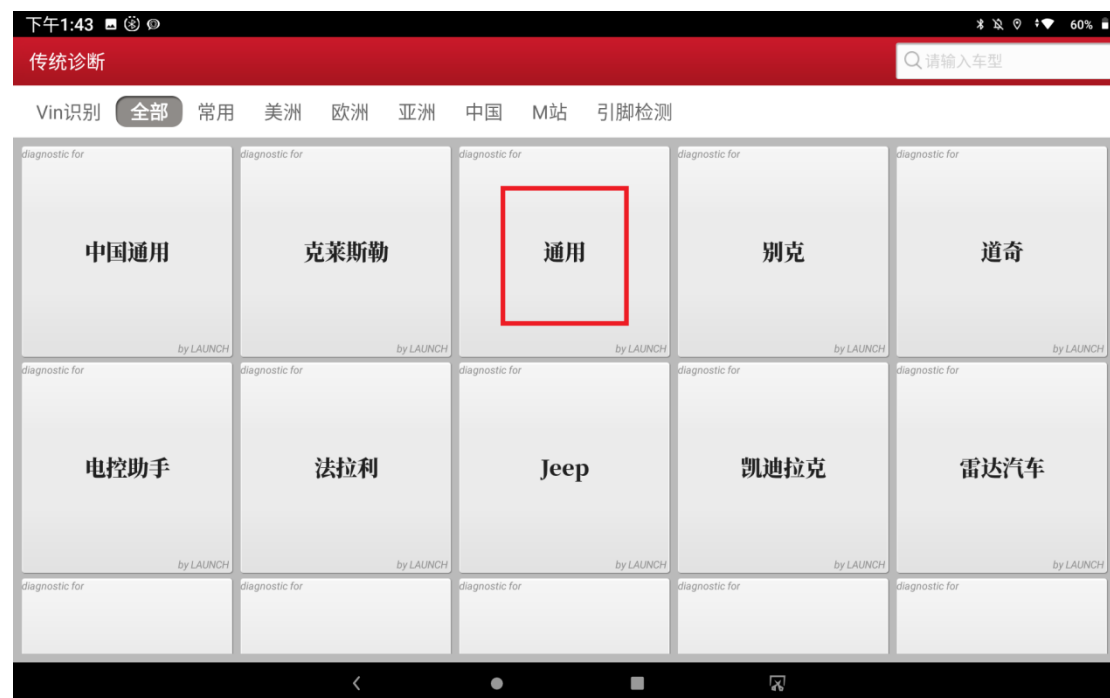 下午1:43 60%
传统诊断 请输入车型
Vin识别 全部 常用 美洲 欧洲 亚洲 中国 M站 引脚检测
diagnostic for diagnostic for diagnostic for diagnostic for diagnostic for
中国通用 克莱斯勒 通用 别克 道奇
by LAUNCH by LAUNCH by LAUNCH by LAUNCH by LAUNCH
diagnostic for diagnostic for diagnostic for diagnostic for diagnostic for
电控助手 法拉利 Jeep 凯迪拉克 雷达汽车
by LAUNCH by LAUNCH by LAUNCH by LAUNCH by LAUNCH
diagnostic for diagnostic for diagnostic for diagnostic for diagnostic for